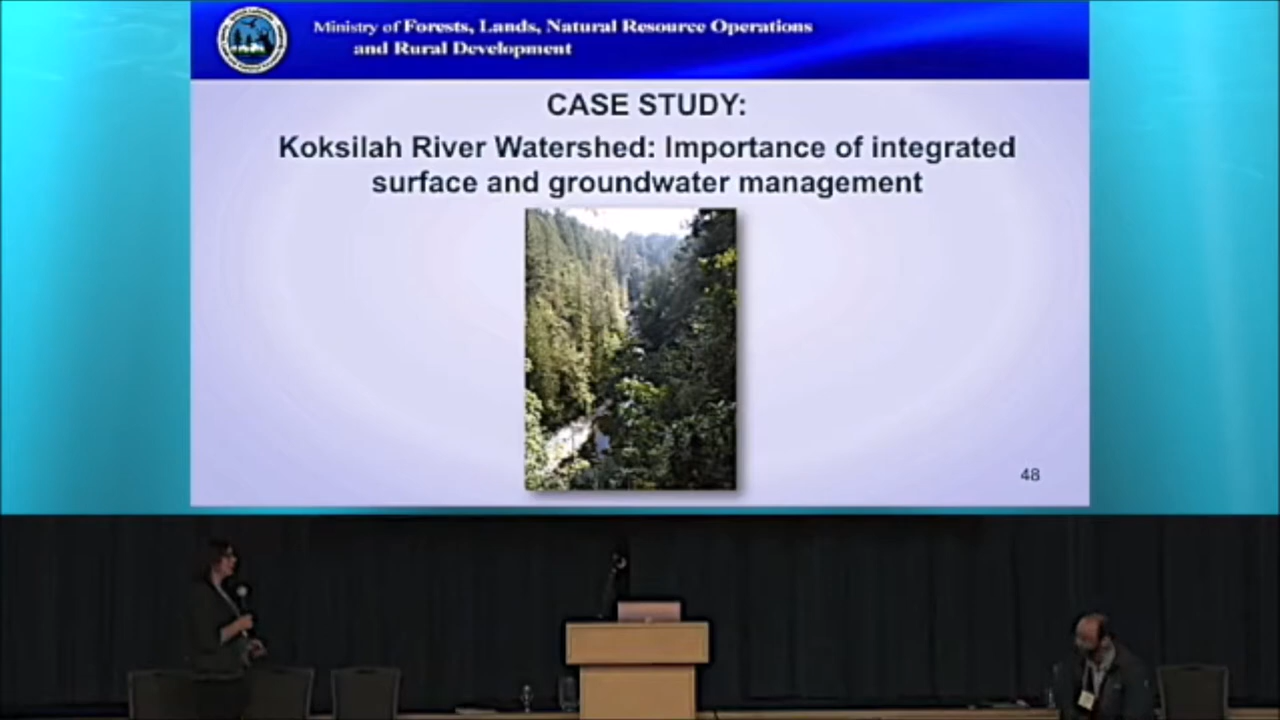 Ministry of Forests, Lands, Natural Resource Operations
and Rural Development
CASE STUDY:
Koksilah River Watershed: Importance of integrated
surface and groundwater management
48